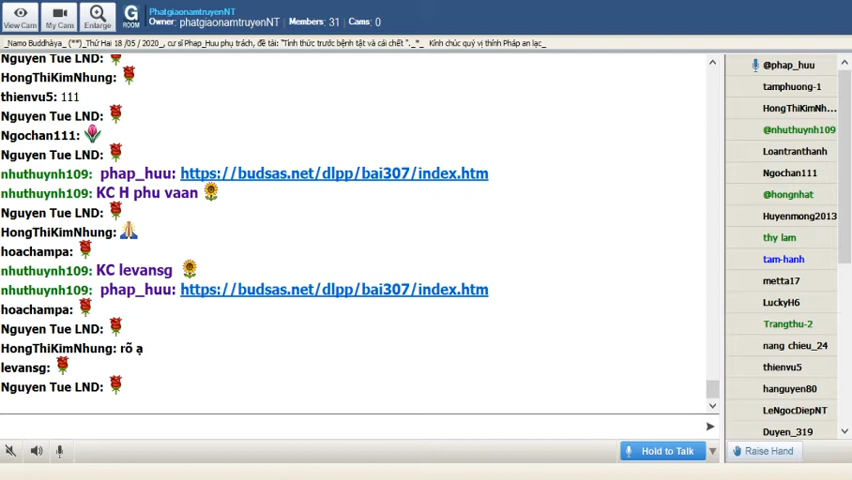 View Cam
My Cam
Enlarge
G
ROOM
PhatgiaonamtruyenNT
Owner: phatgiaonamtruyenNT Members: 31 Cams: 0
_Namo Buddhàya_ (**)_Thứ Hai 18 /05 / 2020_, cư sĩ Phap_Huu phụ trách, đề tài: "Tỉnh thức trước bệnh tật và cái chết "._*_ Kính chúc quý vị thính Pháp an lạc_
Nguyen Tue LND:
HongThiKimNhung:
thienvu5: 111
Nguyen Tue LND:
Ngochan111:
Nguyen Tue LND:
nhuthuynh109: phap_huu: https://budsas.net/dlpp/bai307/index.htm
nhuthuynh109: KC H phu vaan
Nguyen Tue LND:
HongThiKimNhung:
hoachampa:
nhuthuynh109: KC levansg
nhuthuynh109: phap_huu: https://budsas.net/dlpp/bai307/index.htm
hoachampa:
Nguyen Tue LND:
HongThiKimNhung: rõ ạ
levansg:
Nguyen Tue LND:
@phap_huu
tamphuong-1
HongThiKimNh...
@nhuthuynh109
Loantranthanh
Ngochan111
@hongnhat
Huyenmong2013
thy lam
tam-hanh
metta17
LuckyH6
Trangthu-2
nang chieu_24
thienvu5
hanguyen80
LeNgocDiepNT
Duyen_319
Hold to Talk
Raise Hand